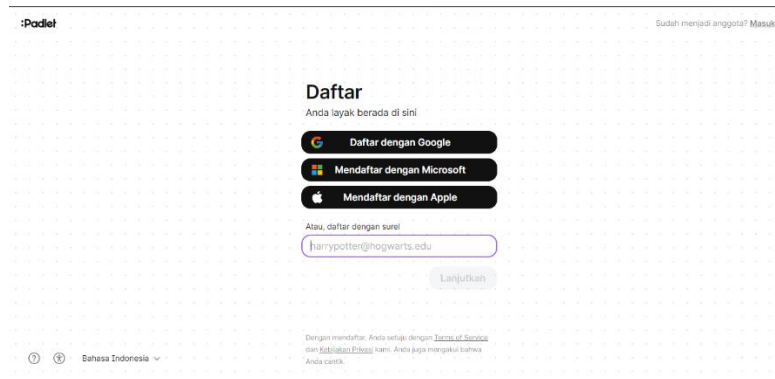 :Padlet
Sudah menjadi anggota? Masuk
Daftar
Anda layak berada di sini
Daftar dengan Google
Mendaftar dengan Microsoft
Mendaftar dengan Apple
Atau, daftar dengan surel
harrypotter@hogwarts.edu
Lanjutkan
Dengan mendaftar, Anda setuju dengan Terms of Service
dan Kebijakan Privasi kami. Anda juga mengakui bahwa
Anda cantik.
Bahasa Indonesia